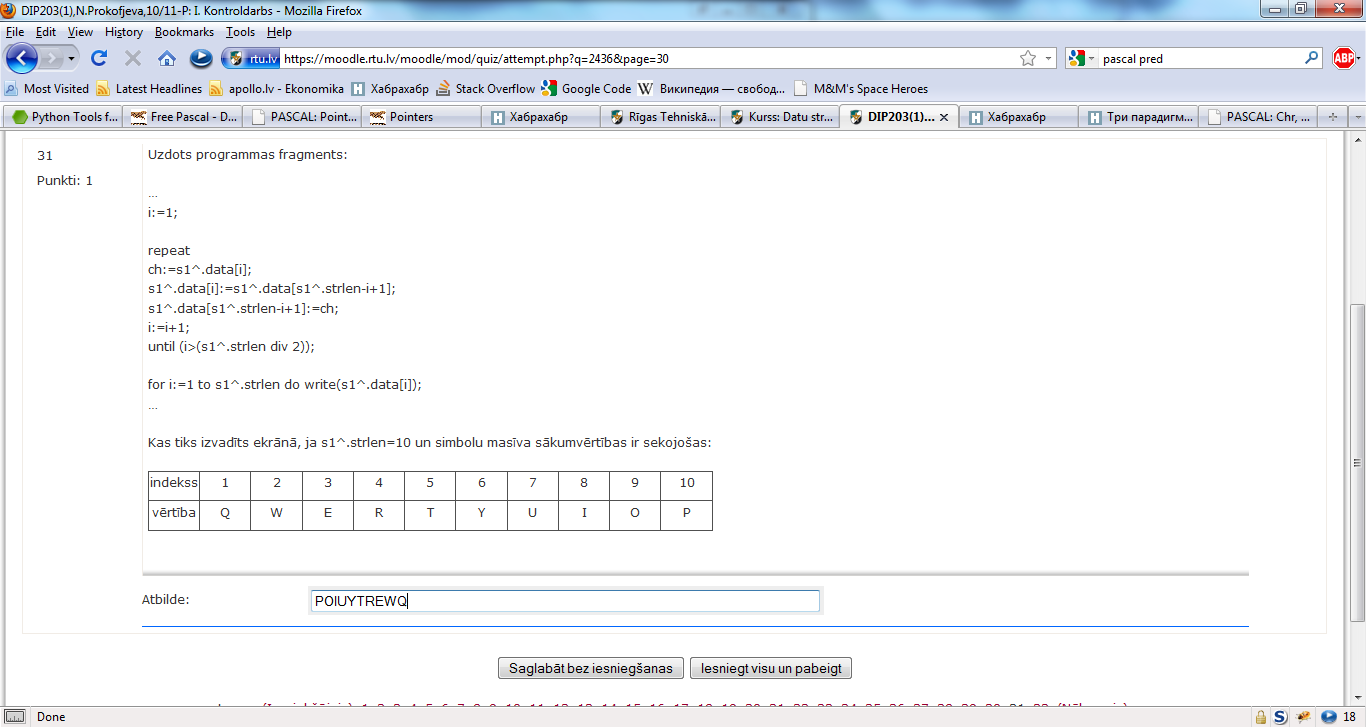 DIP203(1),N.Prokofjeva,10/11-P: I. Kontroldarbs - Mozilla Firefox
File Edit View History Bookmarks Tools Help
rtu.lv https://moodle.rtu.lv/moodle/mod/quiz/attempt.php?q=2436&page=30 pascal pred ABP
Most Visited Latest Headlines apollo.lv - Ekonomika Хабрахабр Stack Overflow Google Code Википедия — свобод... M&M's Space Heroes
Python Tools f... Free Pascal - D... PASCAL: Point... Pointers Хабрахабр Rīgas Tehniskā... Kurss: Datu str... DIP203(1)... Хабрахабр Три парадигм... PASCAL: Chr, ...
31
Punkti: 1
Uzdots programmas fragments:
...
i:=1;
repeat
ch:=s1^.data[i];
s1^.data[i]:=s1^.data[s1^.strlen-i+1];
s1^.data[s1^.strlen-i+1]:=ch;
i:=i+1;
until (i>(s1^.strlen div 2));
for i:=1 to s1^.strlen do write(s1^.data[i]);
...
Kas tiks izvadīts ekrānā, ja s1^.strlen=10 un simbolu masīva sākumvērtības ir sekojošas:
indekss 1 2 3 4 5 6 7 8 9 10
vērtība Q W E R T Y U I O P
Atbilde: POIUYTREWQ
Saglabāt bez iesniegšanas Iesniegt visu un pabeigt
Done 18